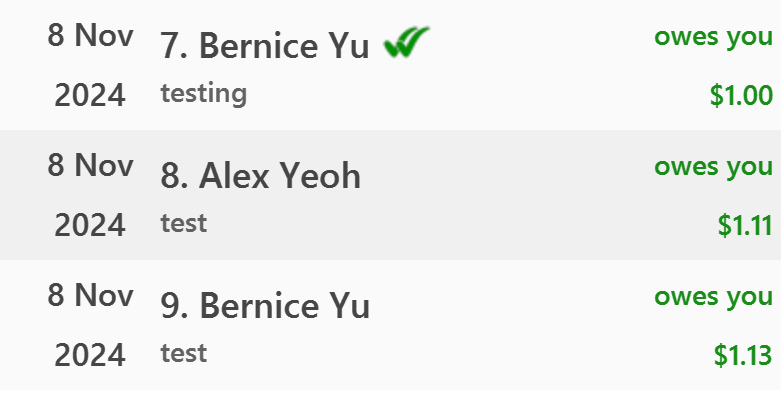 8 Nov 2024 7. Bernice Yu owes you $1.00
testing
8 Nov 2024 8. Alex Yeoh owes you $1.11
test
8 Nov 2024 9. Bernice Yu owes you $1.13
test